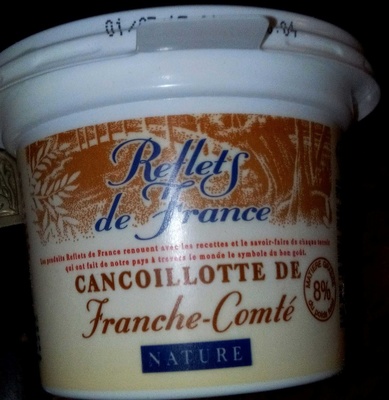 Reflets
de France
Les produits Reflets de France renouent avec les recettes et le savoir-faire de chaque terroir
qui ont fait de notre pays à travers le monde le symbole du bon goût.
CANCOILLOTTE DE
Franche-Comté
8%
NATURE